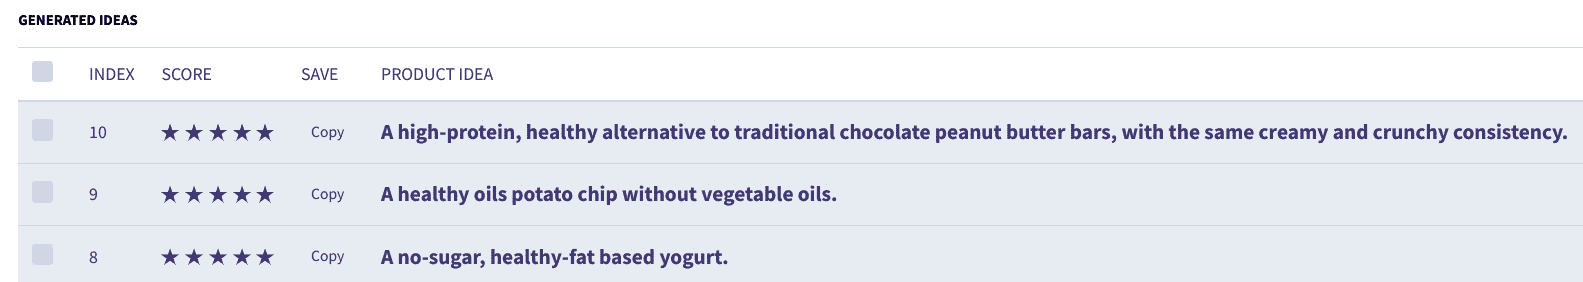 GENERATED IDEAS
INDEX SCORE SAVE PRODUCT IDEA
10 ★★★★★ Copy A high-protein, healthy alternative to traditional chocolate peanut butter bars, with the same creamy and crunchy consistency.
9 ★★★★★ Copy A healthy oils potato chip without vegetable oils.
8 ★★★★★ Copy A no-sugar, healthy-fat based yogurt.